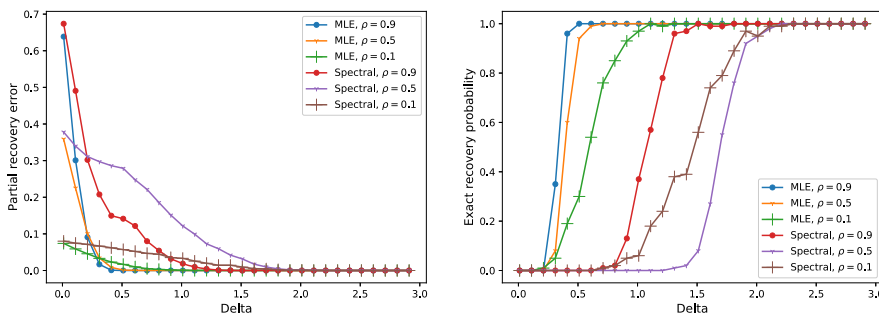 0.7
0.6
0.5
0.4
0.3
0.2
0.1
0.0
Partial recovery error
0.0 0.5 1.0 1.5 2.0 2.5 3.0
Delta
MLE, ρ = 0.9
MLE, ρ = 0.5
MLE, ρ = 0.1
Spectral, ρ = 0.9
Spectral, ρ = 0.5
Spectral, ρ = 0.1
1.0
0.8
0.6
0.4
0.2
0.0
Exact recovery probability
0.0 0.5 1.0 1.5 2.0 2.5 3.0
Delta
MLE, ρ = 0.9
MLE, ρ = 0.5
MLE, ρ = 0.1
Spectral, ρ = 0.9
Spectral, ρ = 0.5
Spectral, ρ = 0.1